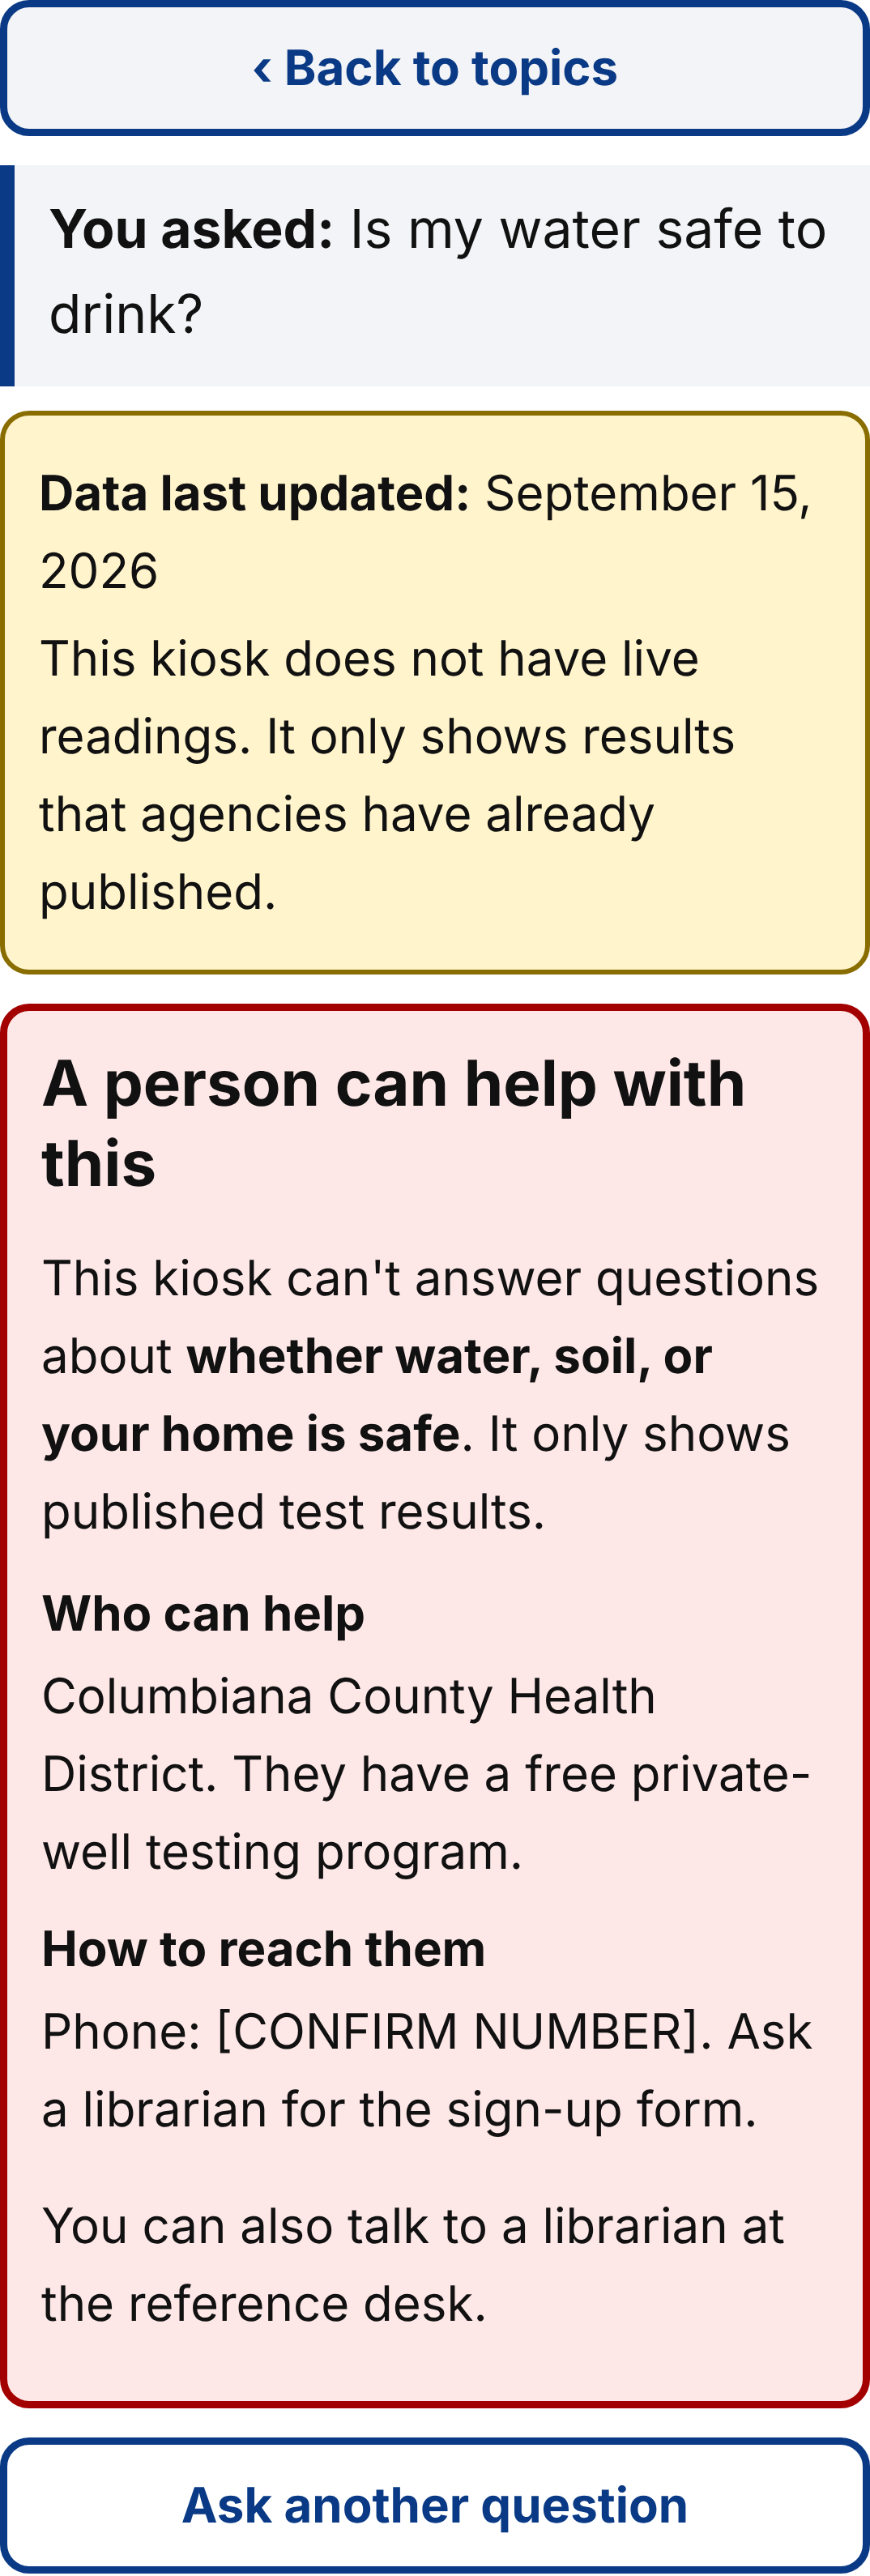 ‹ Back to topics
You asked: Is my water safe to
drink?
Data last updated: September 15,
2026
This kiosk does not have live
readings. It only shows results
that agencies have already
published.
A person can help with
this
This kiosk can't answer questions
about whether water, soil, or
your home is safe. It only shows
published test results.
Who can help
Columbiana County Health
District. They have a free private-
well testing program.
How to reach them
Phone: [CONFIRM NUMBER]. Ask
a librarian for the sign-up form.
You can also talk to a librarian at
the reference desk.
Ask another question